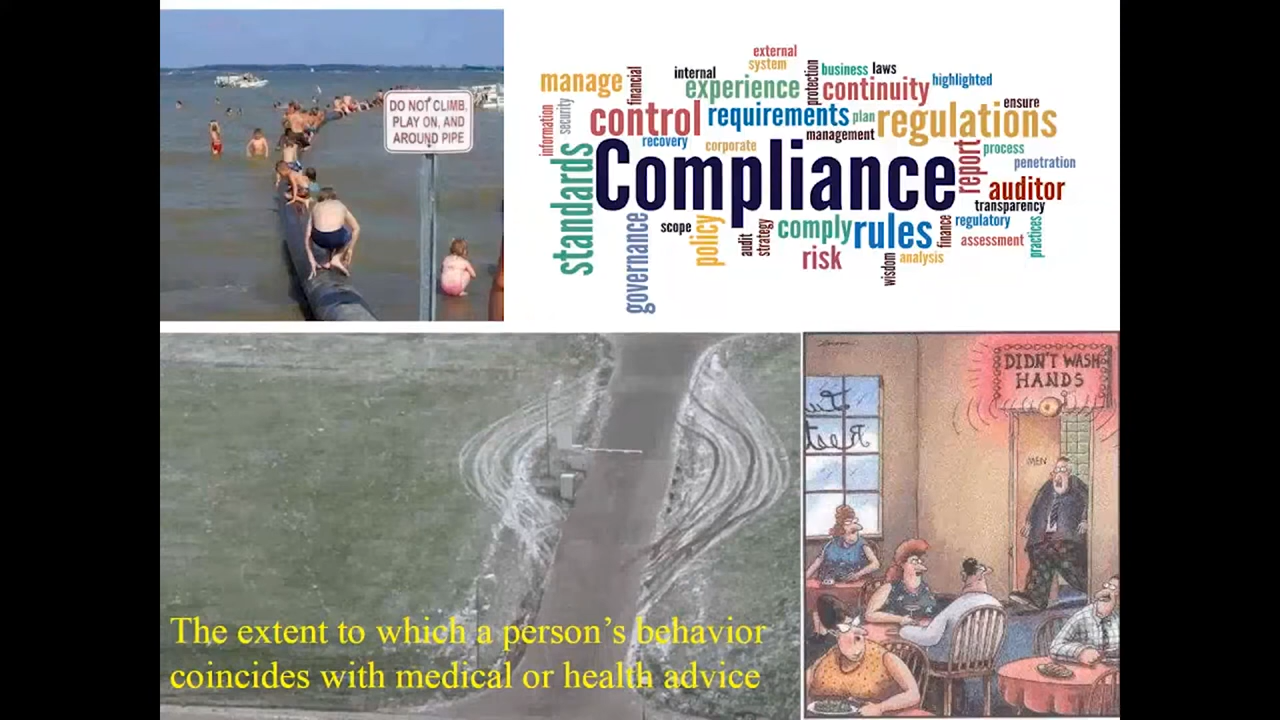 DO NOT CLIMB,
PLAY ON, AND
AROUND PIPE
external
system
manage
financial
internal
experience
protection
business
laws
continuity
highlighted
information
security
control
requirements
plan
regulations
ensure
recovery
corporate
management
process
standards
Compliance
report
penetration
auditor
transparency
governance
scope
policy
audit
strategy
comply
rules
finance
regulatory
practices
risk
wisdom
analysis
assessment
DIDN'T WASH
HANDS
MEN
The extent to which a person's behavior
coincides with medical or health advice